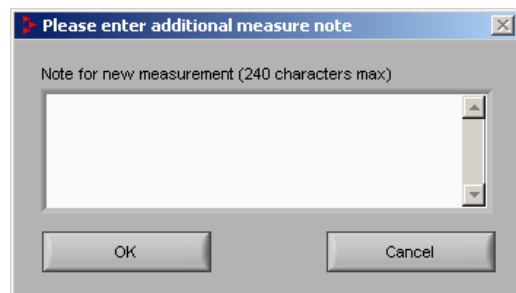 Please enter additional measure note
Note for new measurement (240 characters max)
OK
Cancel